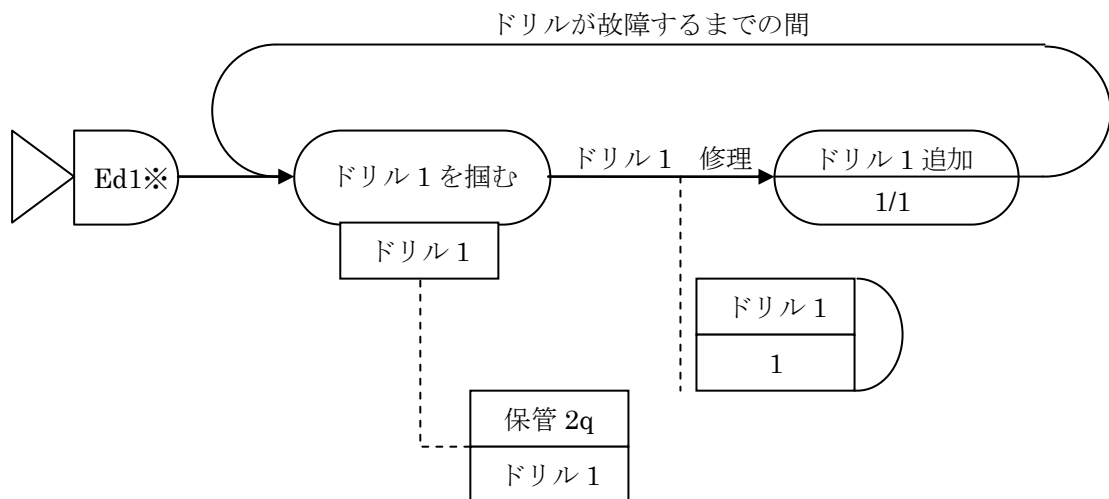 ドリルが故障するまでの間
Ed1※
ドリル 1 を掴む
ドリル 1 修理
ドリル 1 追加
1/1
ドリル 1
ドリル 1
1
保管 2q
ドリル 1